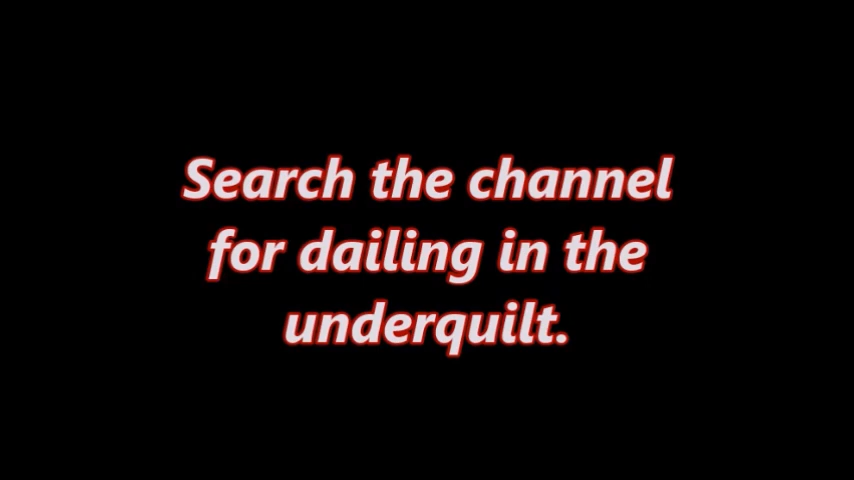 Search the channel
for dailing in the
underquilt.